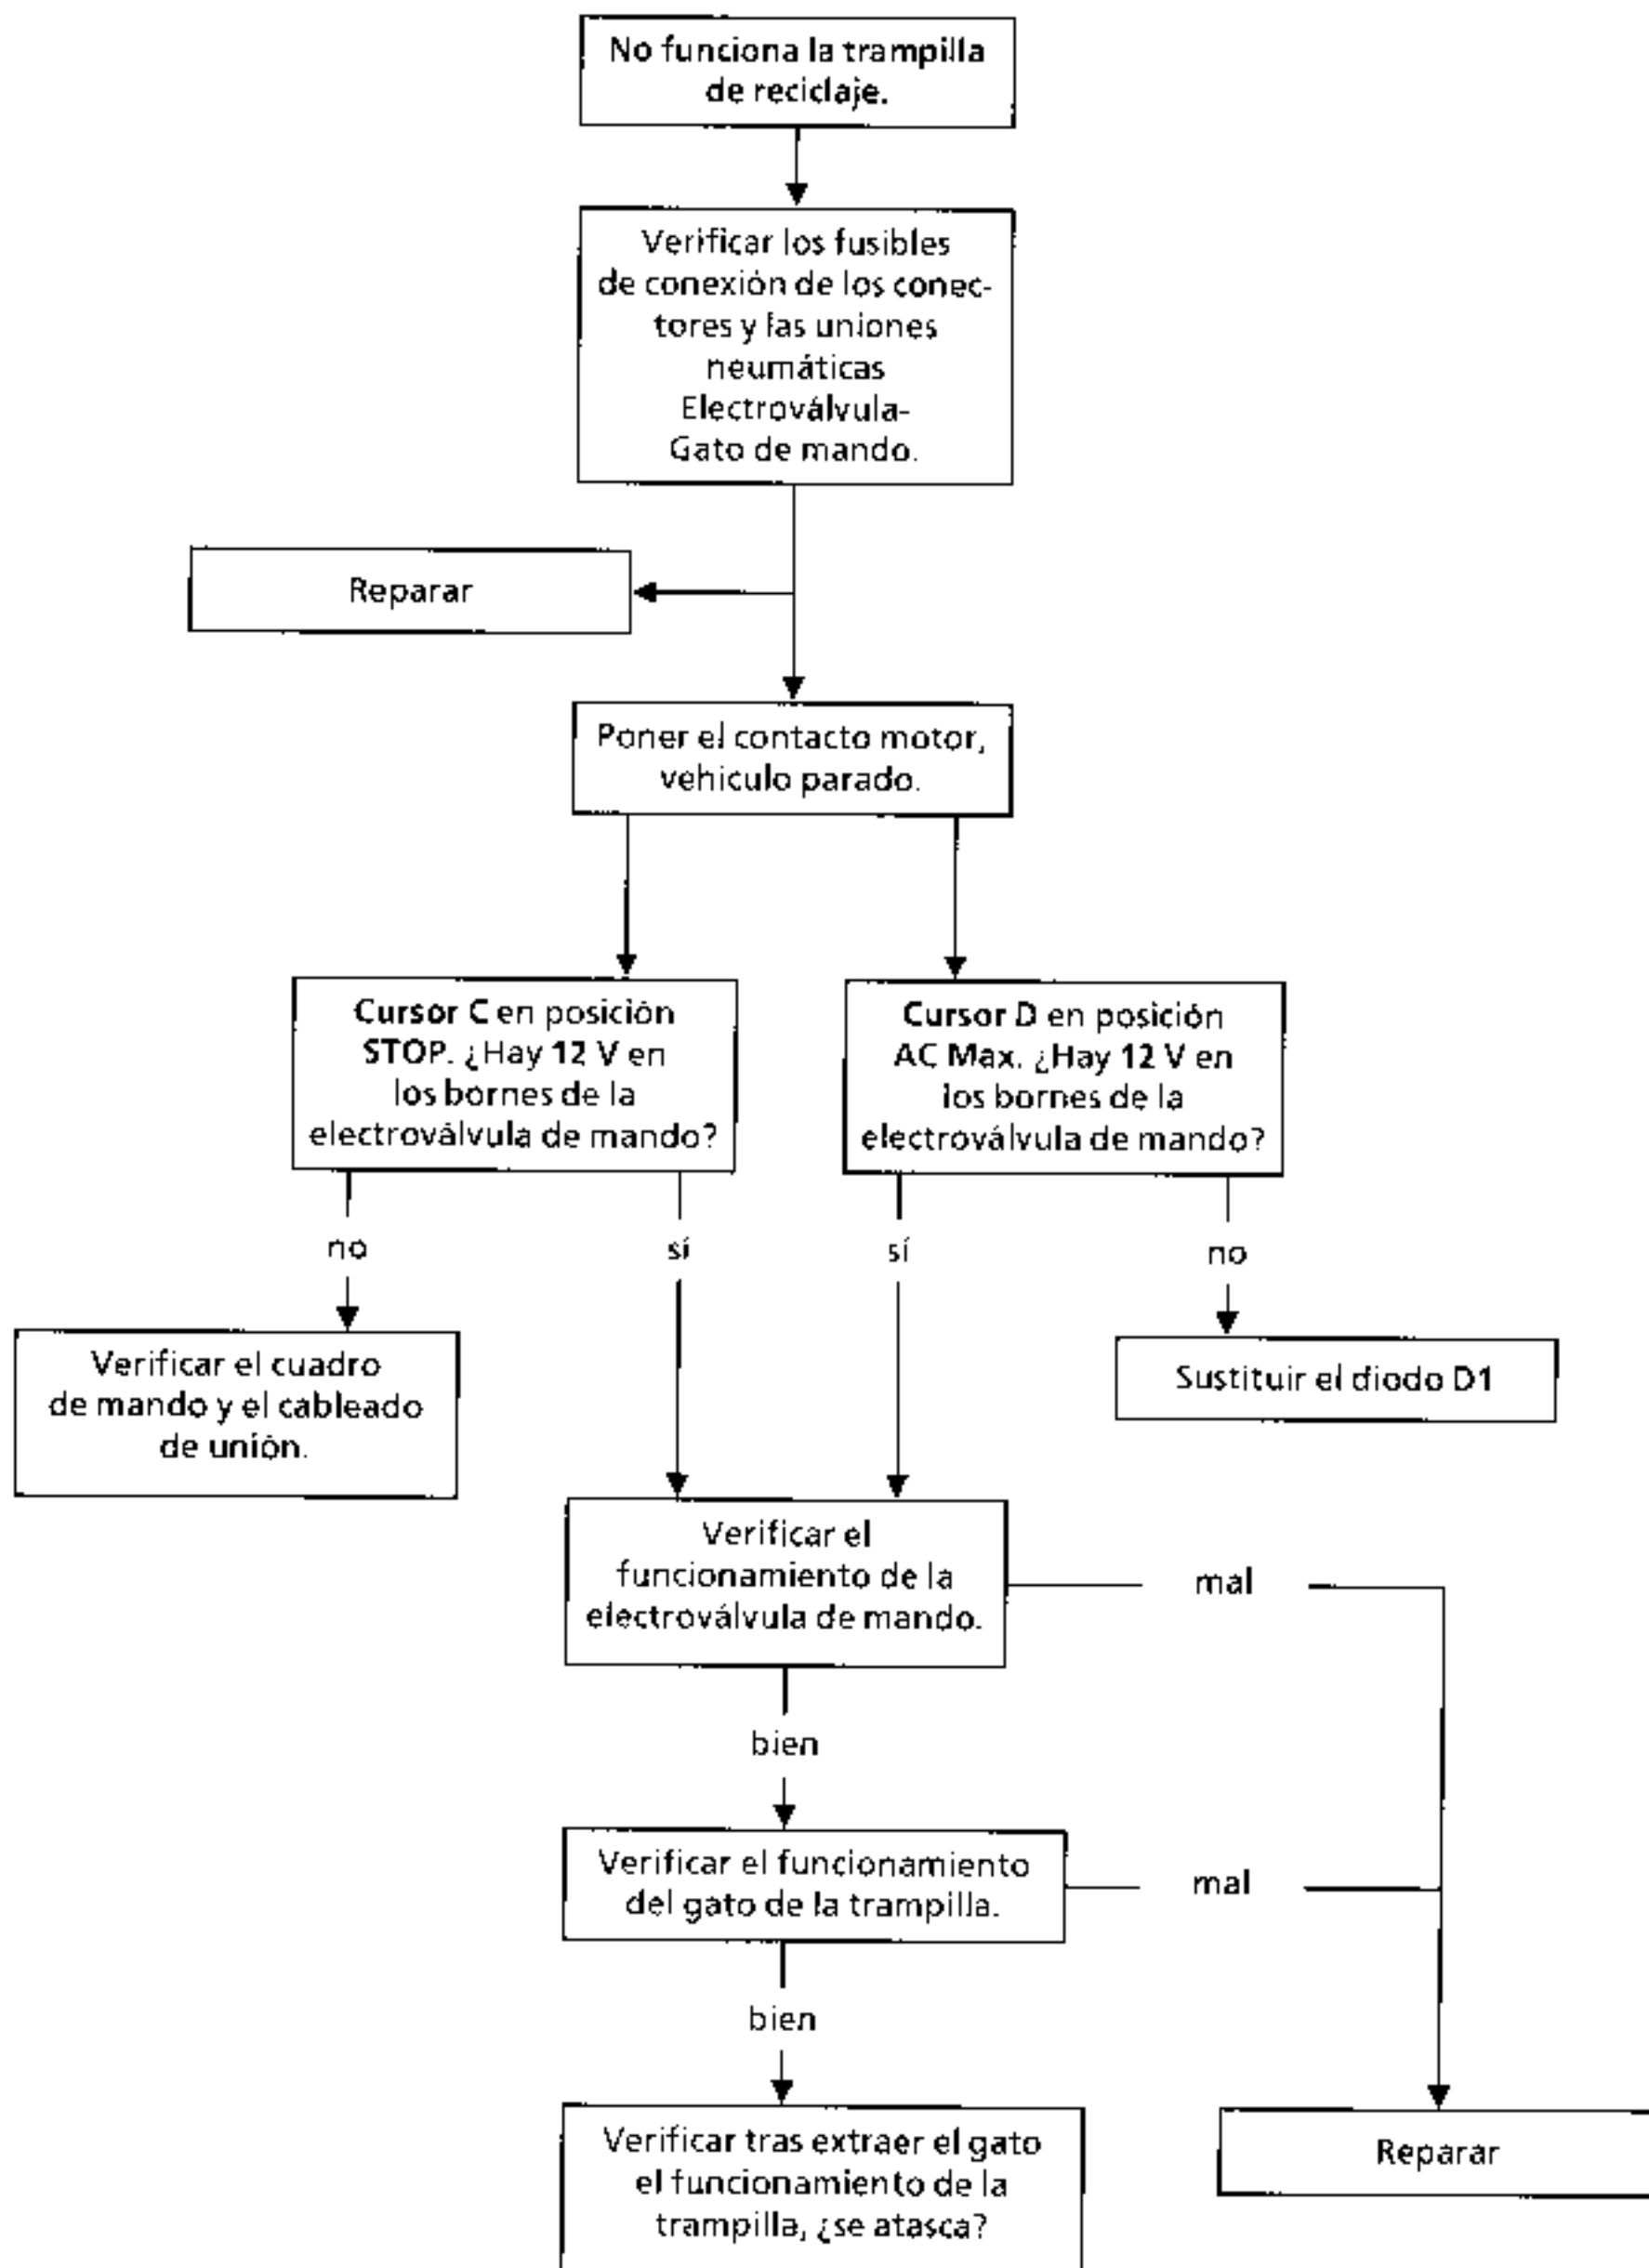 No funciona la trampilla
de reciclaje.
Verificar los fusibles
de conexión de los conec-
tores y las uniones
neumáticas
Electroválvula-
Gato de mando.
Reparar
Poner el contacto motor,
vehiculo parado.
Cursor C en posición
STOP. ¿Hay 12 V en
los bornes de la
electroválvula de mando?
Cursor D en posición
AC Max. ¿Hay 12 V en
los bornes de la
electroválvula de mando?
no
sí
sí
no
Verificar el cuadro
de mando y el cableado
de unión.
Sustituir el diodo D1
Verificar el
funcionamiento de la
electroválvula de mando.
mal
bien
Verificar el funcionamiento
del gato de la trampilla.
mal
bien
Verificar tras extraer el gato
el funcionamiento de la
trampilla, ¿se atasca?
Reparar